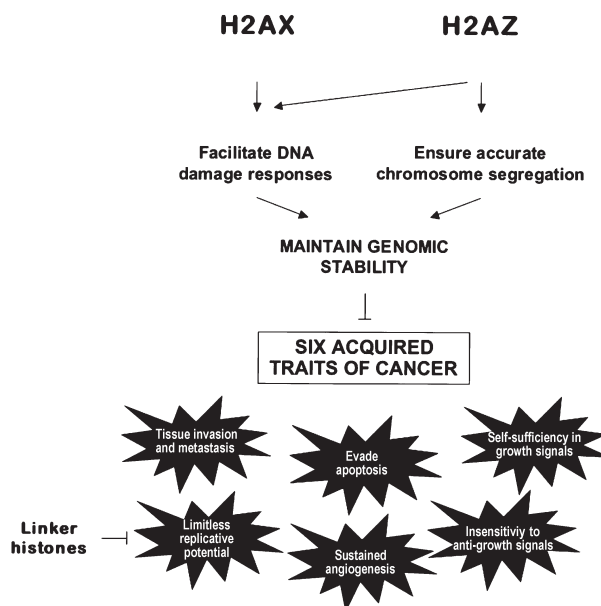 H2AX
H2AZ
Facilitate DNA
damage responses
Ensure accurate
chromosome segregation
MAINTAIN GENOMIC
STABILITY
SIX ACQUIRED
TRAITS OF CANCER
Tissue invasion
and metastasis
Evade
apoptosis
Self-sufficiency in
growth signals
Linker
histones
Limitless
replicative
potential
Sustained
angiogenesis
Insensitiviy to
anti-growth signals